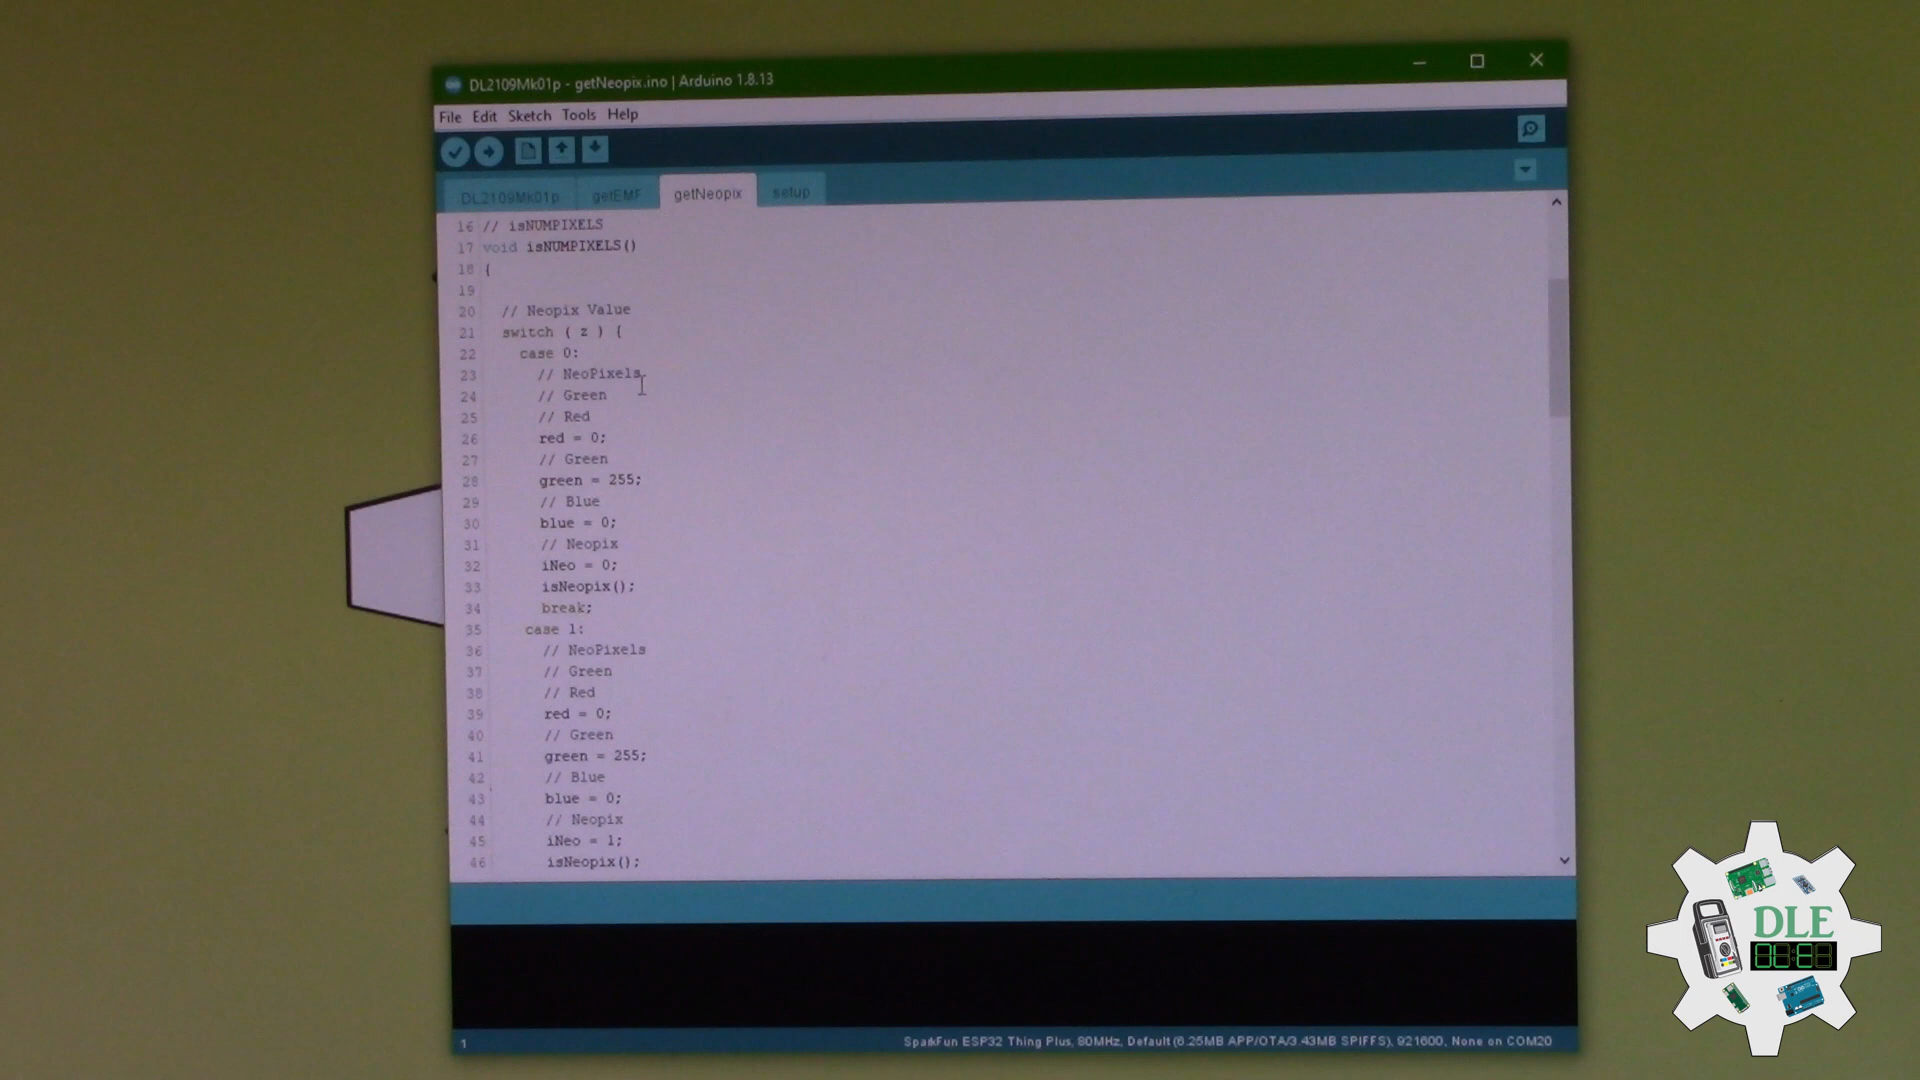 DL2109Mk01p - getNeopix.ino | Arduino 1.8.13
File Edit Sketch Tools Help
DL2109Mk01p getEMF getNeopix setup
16 // isNUMPIXELS
17 void isNUMPIXELS()
18 {
19
20 // Neopix Value
21 switch ( z ) {
22 case 0:
23 // NeoPixels
24 // Green
25 // Red
26 red = 0;
27 // Green
28 green = 255;
29 // Blue
30 blue = 0;
31 // Neopix
32 iNeo = 0;
33 isNeopix();
34 break;
35 case 1:
36 // NeoPixels
37 // Green
38 // Red
39 red = 0;
40 // Green
41 green = 255;
42 // Blue
43 blue = 0;
44 // Neopix
45 iNeo = 1;
46 isNeopix();
1 SparkFun ESP32 Thing Plus, 80MHz, Default (6.25MB APP/OTA/3.43MB SPIFFS), 921600, None on COM20
DLE
DL:E